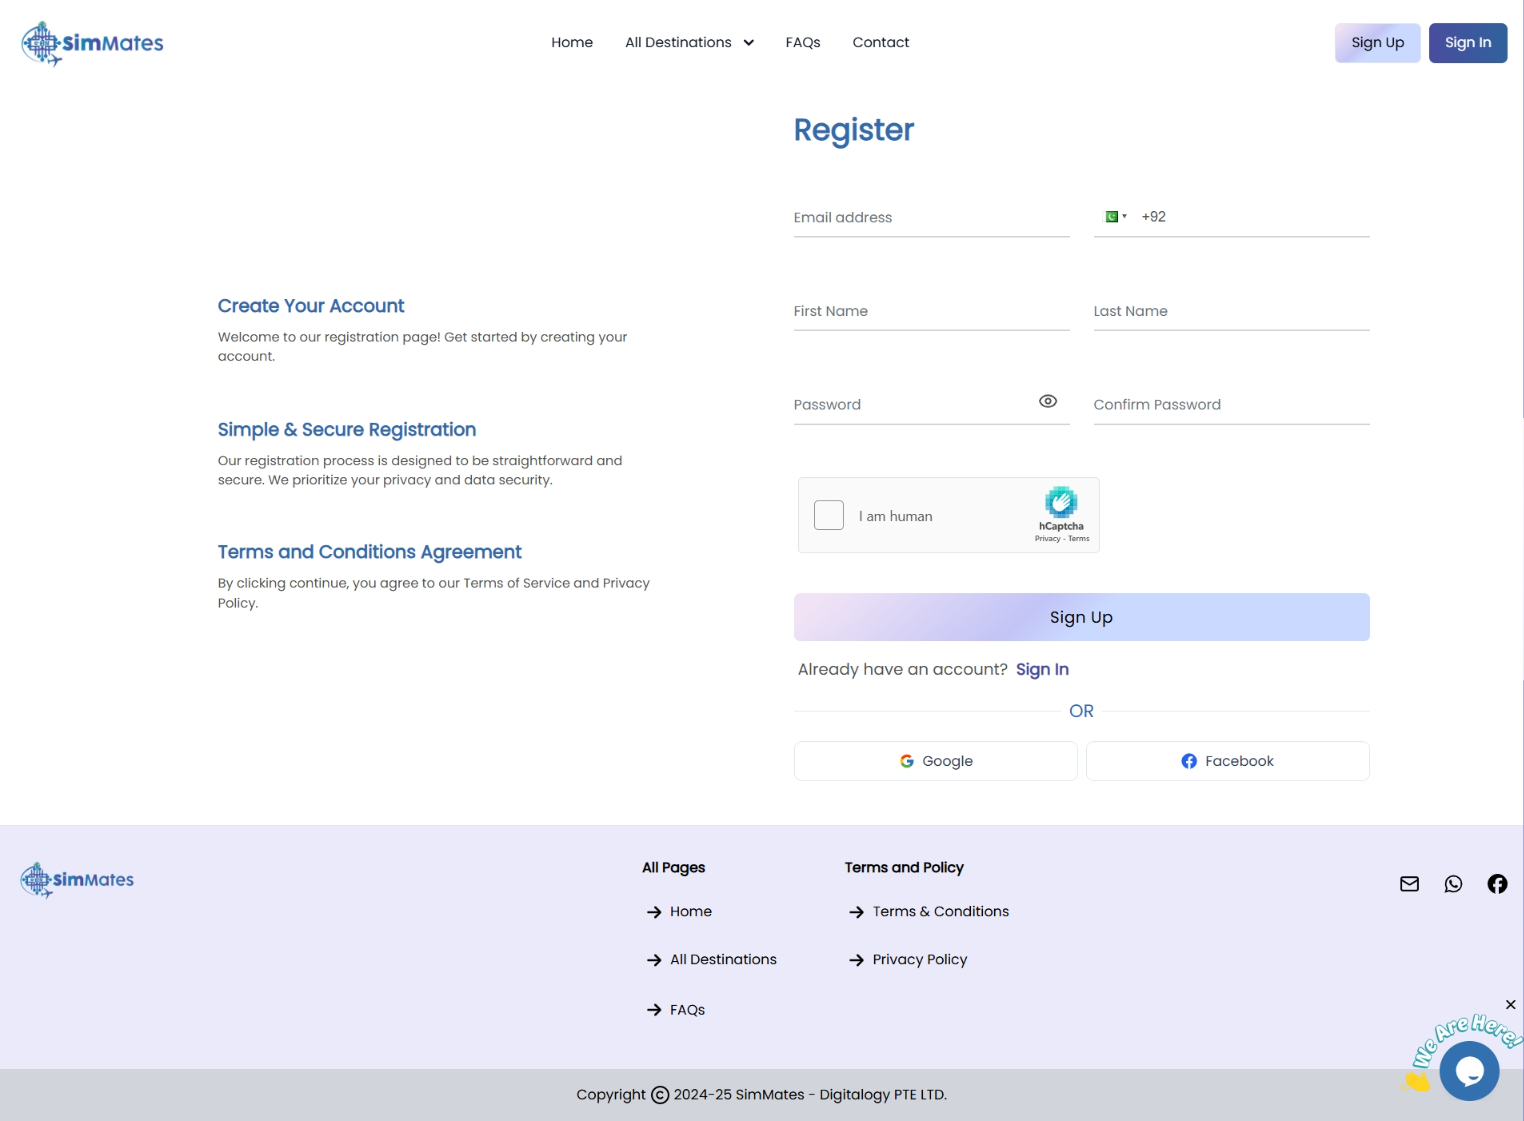 SimMates
Home
All Destinations
FAQs
Contact
Sign Up
Sign In
Register
Email address
+92
First Name
Last Name
Password
Confirm Password
I am human
hCaptcha
Privacy - Terms
Sign Up
Already have an account? Sign In
OR
Google
Facebook
Create Your Account
Welcome to our registration page! Get started by creating your
account.
Simple & Secure Registration
Our registration process is designed to be straightforward and
secure. We prioritize your privacy and data security.
Terms and Conditions Agreement
By clicking continue, you agree to our Terms of Service and Privacy
Policy.
SimMates
All Pages
Home
All Destinations
FAQs
Terms and Policy
Terms & Conditions
Privacy Policy
We Are Here!
Copyright © 2024-25 SimMates - Digitalogy PTE LTD.